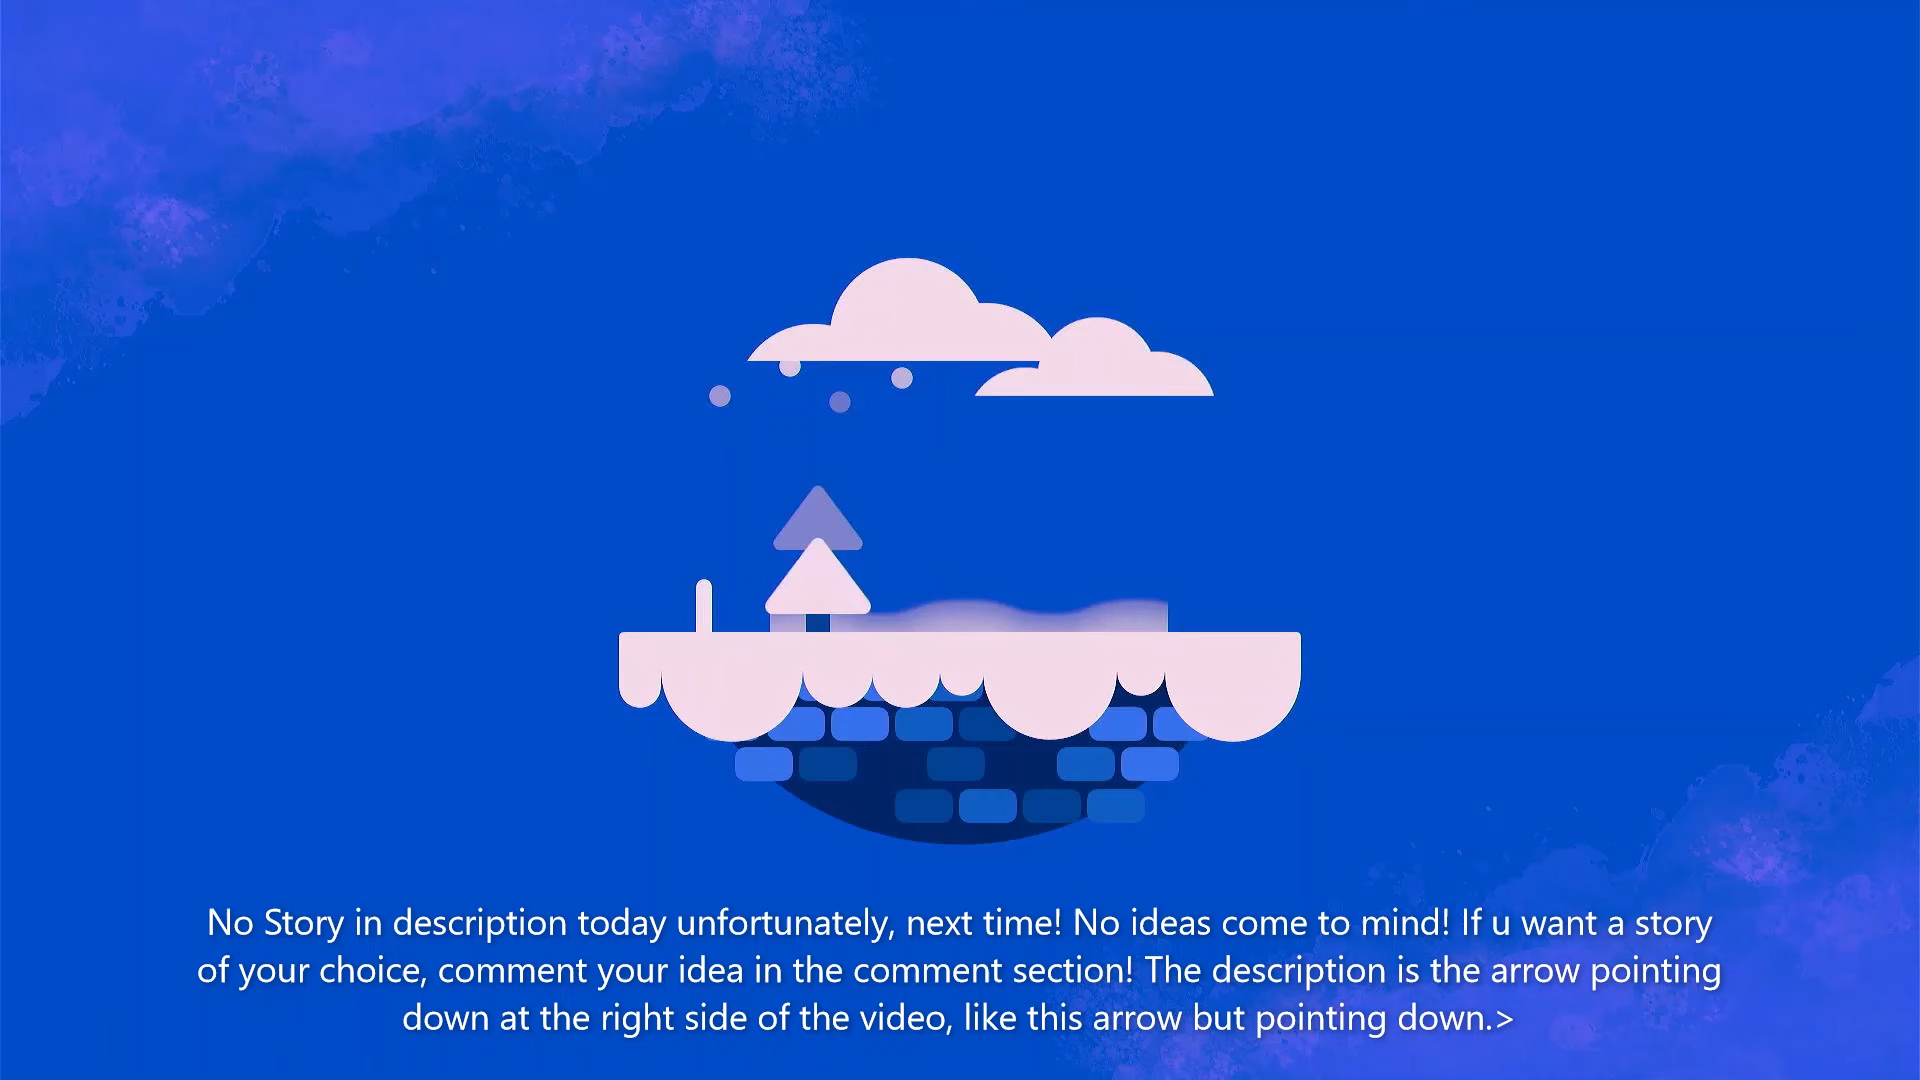 No Story in description today unfortunately, next time! No ideas come to mind! If u want a story
of your choice, comment your idea in the comment section! The description is the arrow pointing
down at the right side of the video, like this arrow but pointing down.>